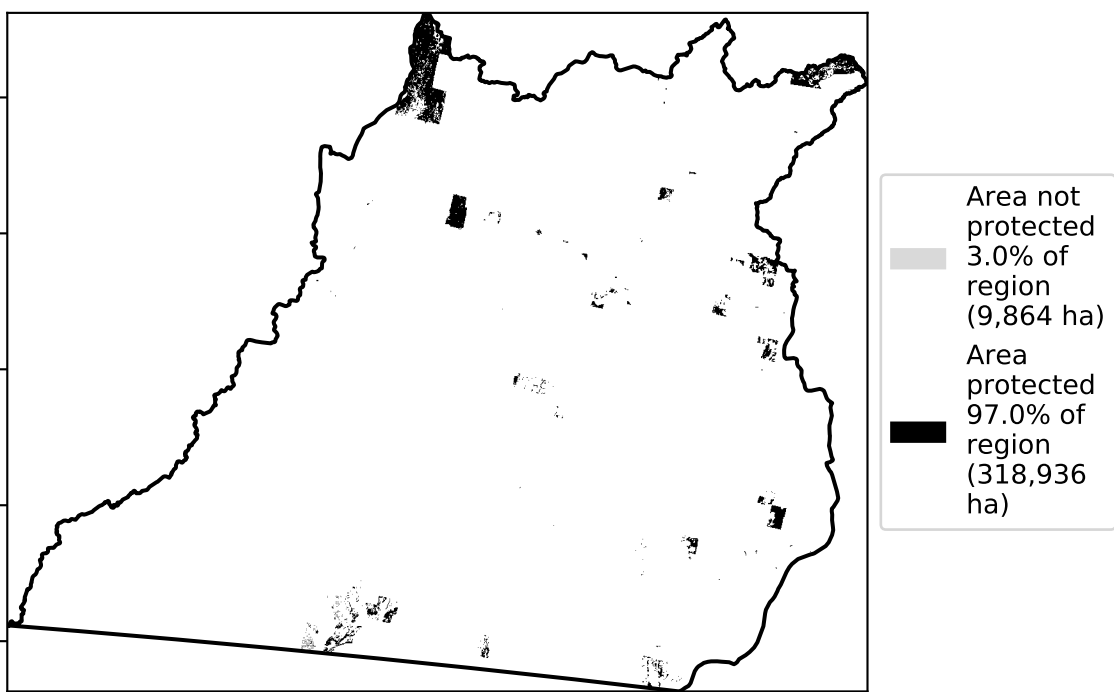 Area not
protected
3.0% of
region
(9,864 ha)
Area
protected
97.0% of
region
(318,936
ha)